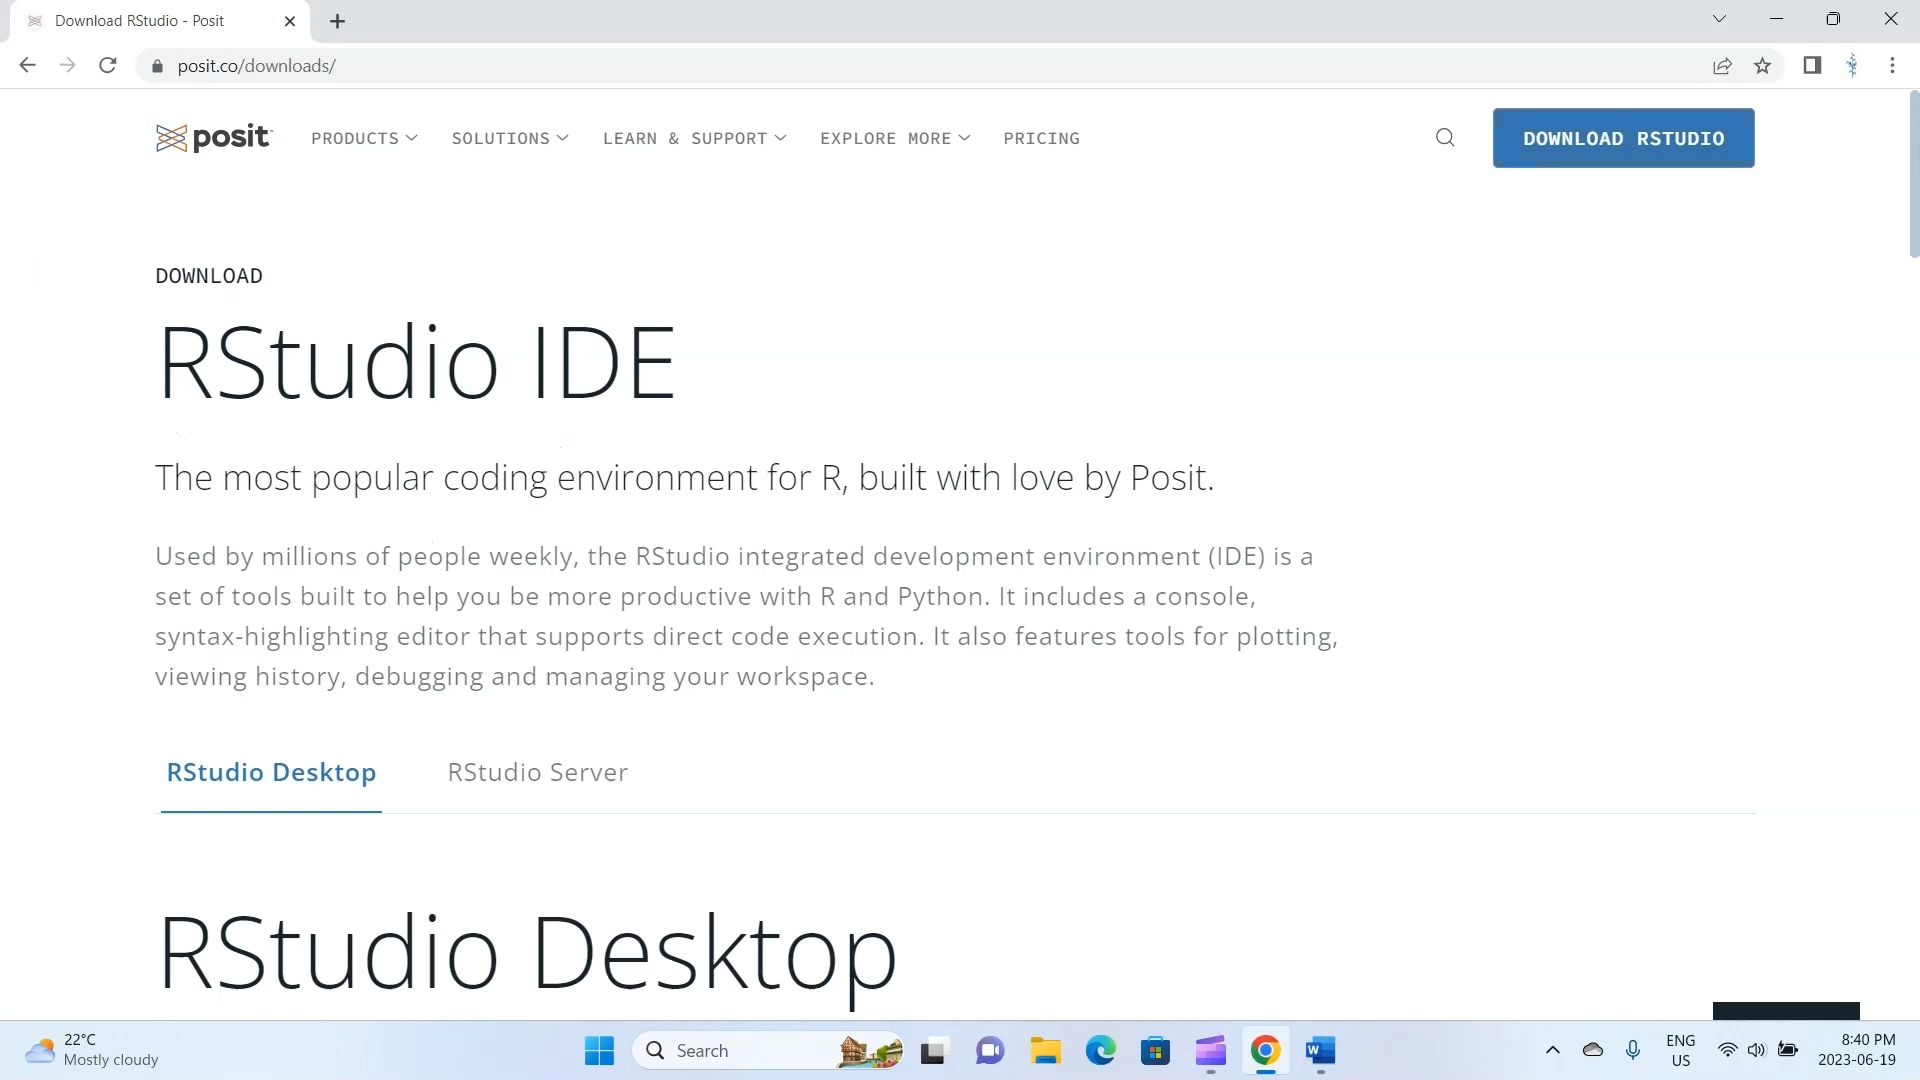 Download RStudio - Posit
posit.co/downloads/
posit
PRODUCTS
SOLUTIONS
LEARN & SUPPORT
EXPLORE MORE
PRICING
DOWNLOAD RSTUDIO
DOWNLOAD
RStudio IDE
The most popular coding environment for R, built with love by Posit.
Used by millions of people weekly, the RStudio integrated development environment (IDE) is a
set of tools built to help you be more productive with R and Python. It includes a console,
syntax-highlighting editor that supports direct code execution. It also features tools for plotting,
viewing history, debugging and managing your workspace.
RStudio Desktop
RStudio Server
RStudio Desktop
22°C
Mostly cloudy
Search
W
ENG
US
8:40 PM
2023-06-19